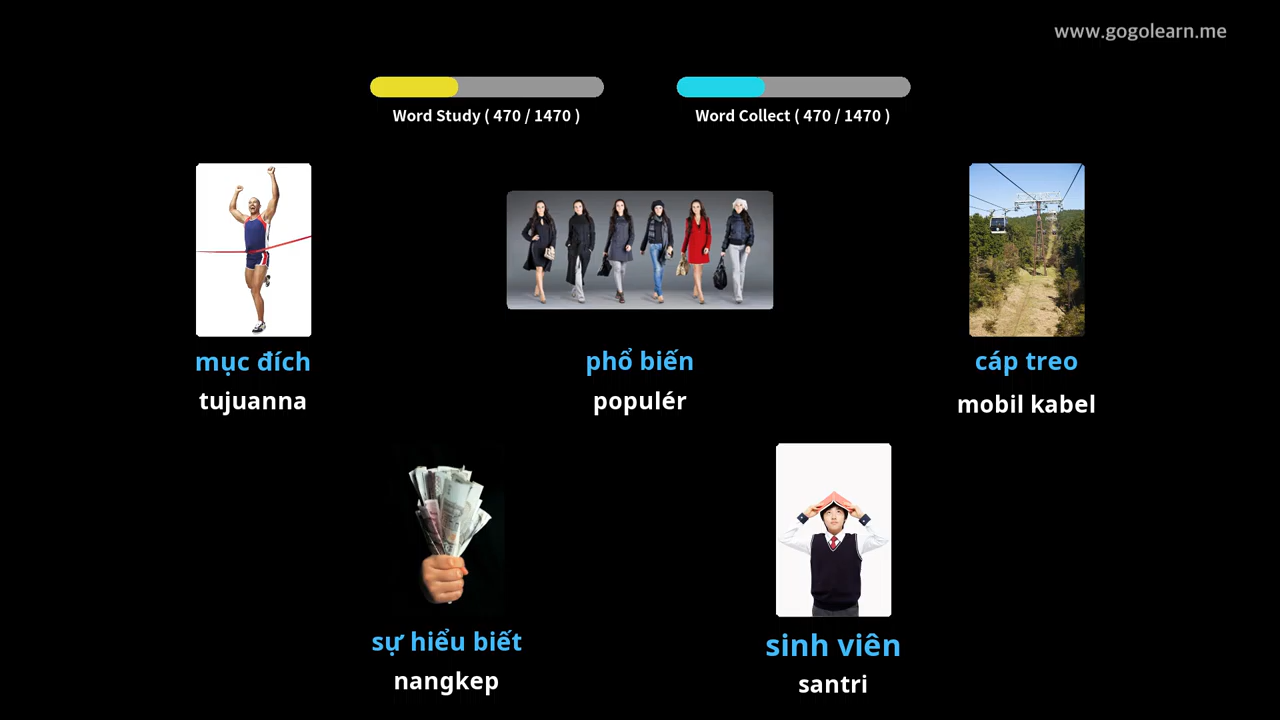 www.gogolearn.me
Word Study ( 470 / 1470 )
Word Collect ( 470 / 1470 )
mục đích
tujuanna
phổ biến
populér
cáp treo
mobil kabel
sự hiểu biết
nangkep
sinh viên
santri